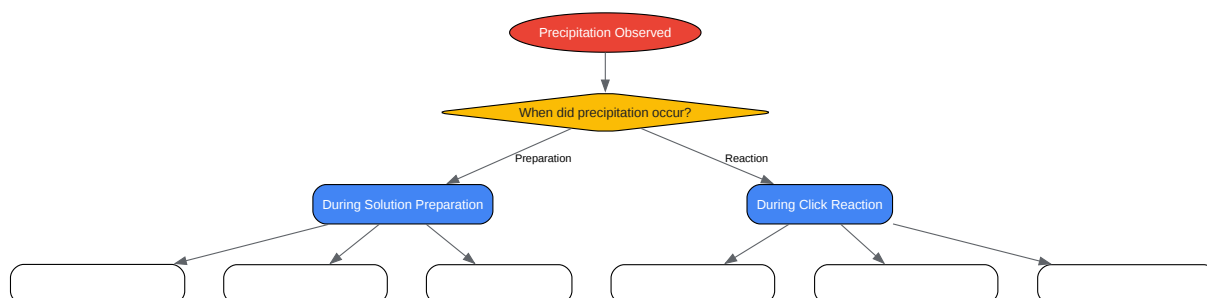 Precipitation Observed
When did precipitation occur?
Preparation
Reaction
During Solution Preparation
During Click Reaction